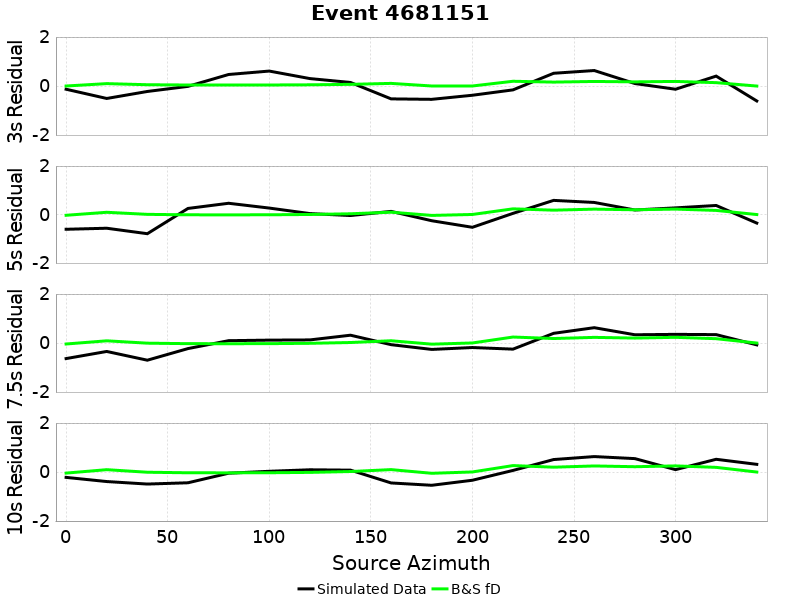 Event 4681151
3s Residual
2
0
-2
5s Residual
2
0
-2
7.5s Residual
2
0
-2
10s Residual
2
0
-2
0 50 100 150 200 250 300
Source Azimuth
Simulated Data B&S fD